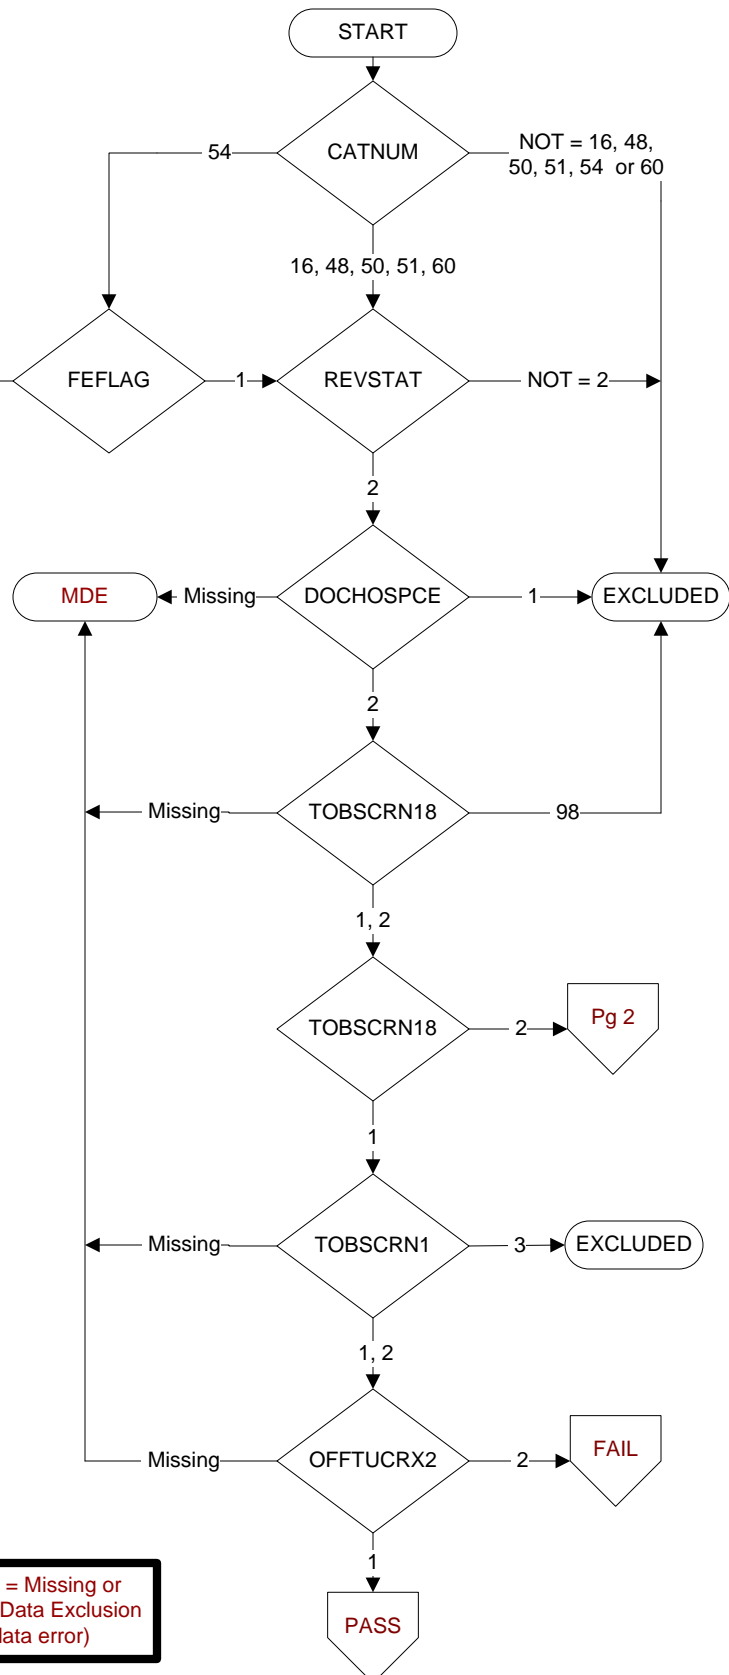 START
CATNUM
54
NOT = 16, 48,
50, 51, 54 or 60
16, 48, 50, 51, 60
FEFLAG
1
REVSTAT
NOT = 2
2
MDE
Missing
DOCHOSPCE
1
EXCLUDED
2
Missing
TOBSCRN18
98
1, 2
TOBSCRN18
2
Pg 2
1
Missing
TOBSCRN1
3
EXCLUDED
1, 2
Missing
OFFTUCRX2
2
FAIL
1
PASS
= Missing or
Data Exclusion
data error)